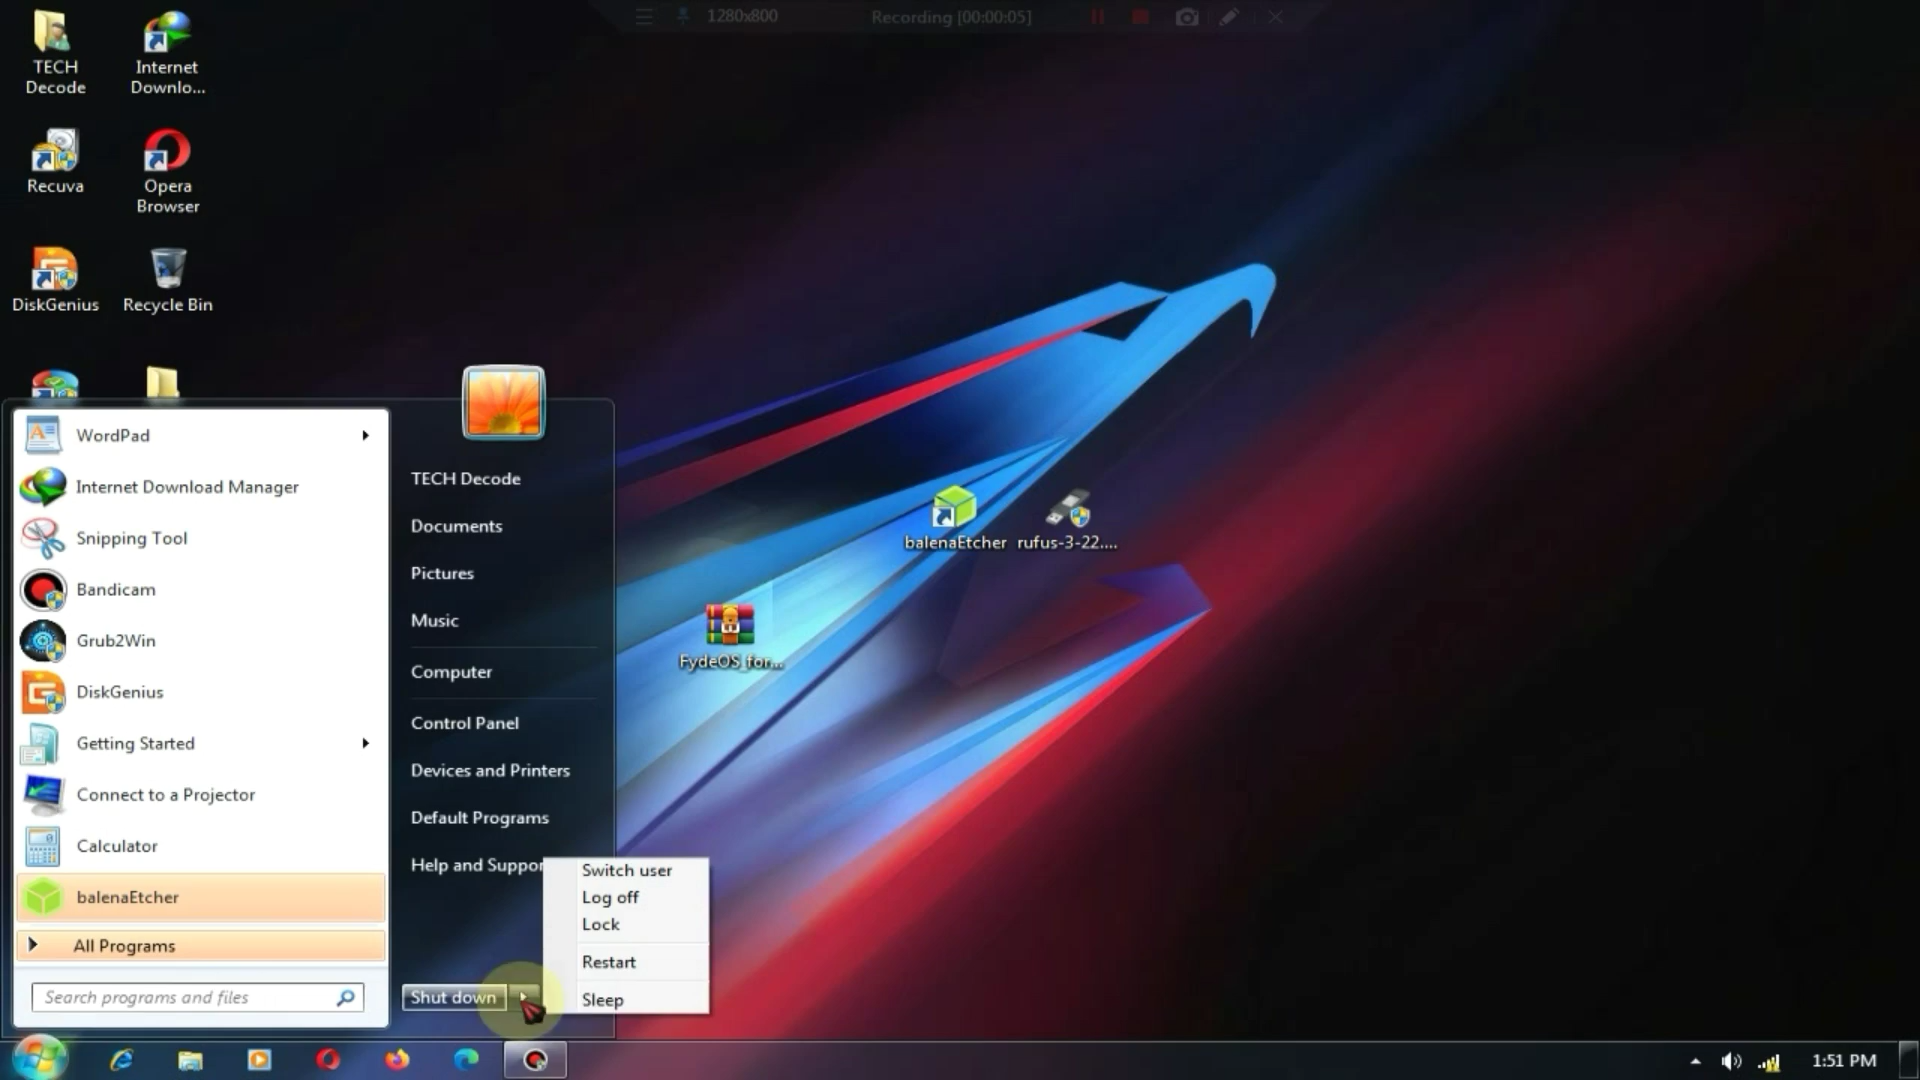 1280x800
Recording [00:00:05]
TECH
Decode
Internet
Downlo...
Recuva
Opera
Browser
DiskGenius
Recycle Bin
WordPad
Internet Download Manager
Snipping Tool
Bandicam
Grub2Win
DiskGenius
Getting Started
Connect to a Projector
Calculator
balenaEtcher
All Programs
Search programs and files
TECH Decode
Documents
Pictures
Music
Computer
Control Panel
Devices and Printers
Default Programs
Help and Suppor
Shut down
Switch user
Log off
Lock
Restart
Sleep
balenaEtcher
rufus-3-22....
FydeOS_for...
1:51 PM